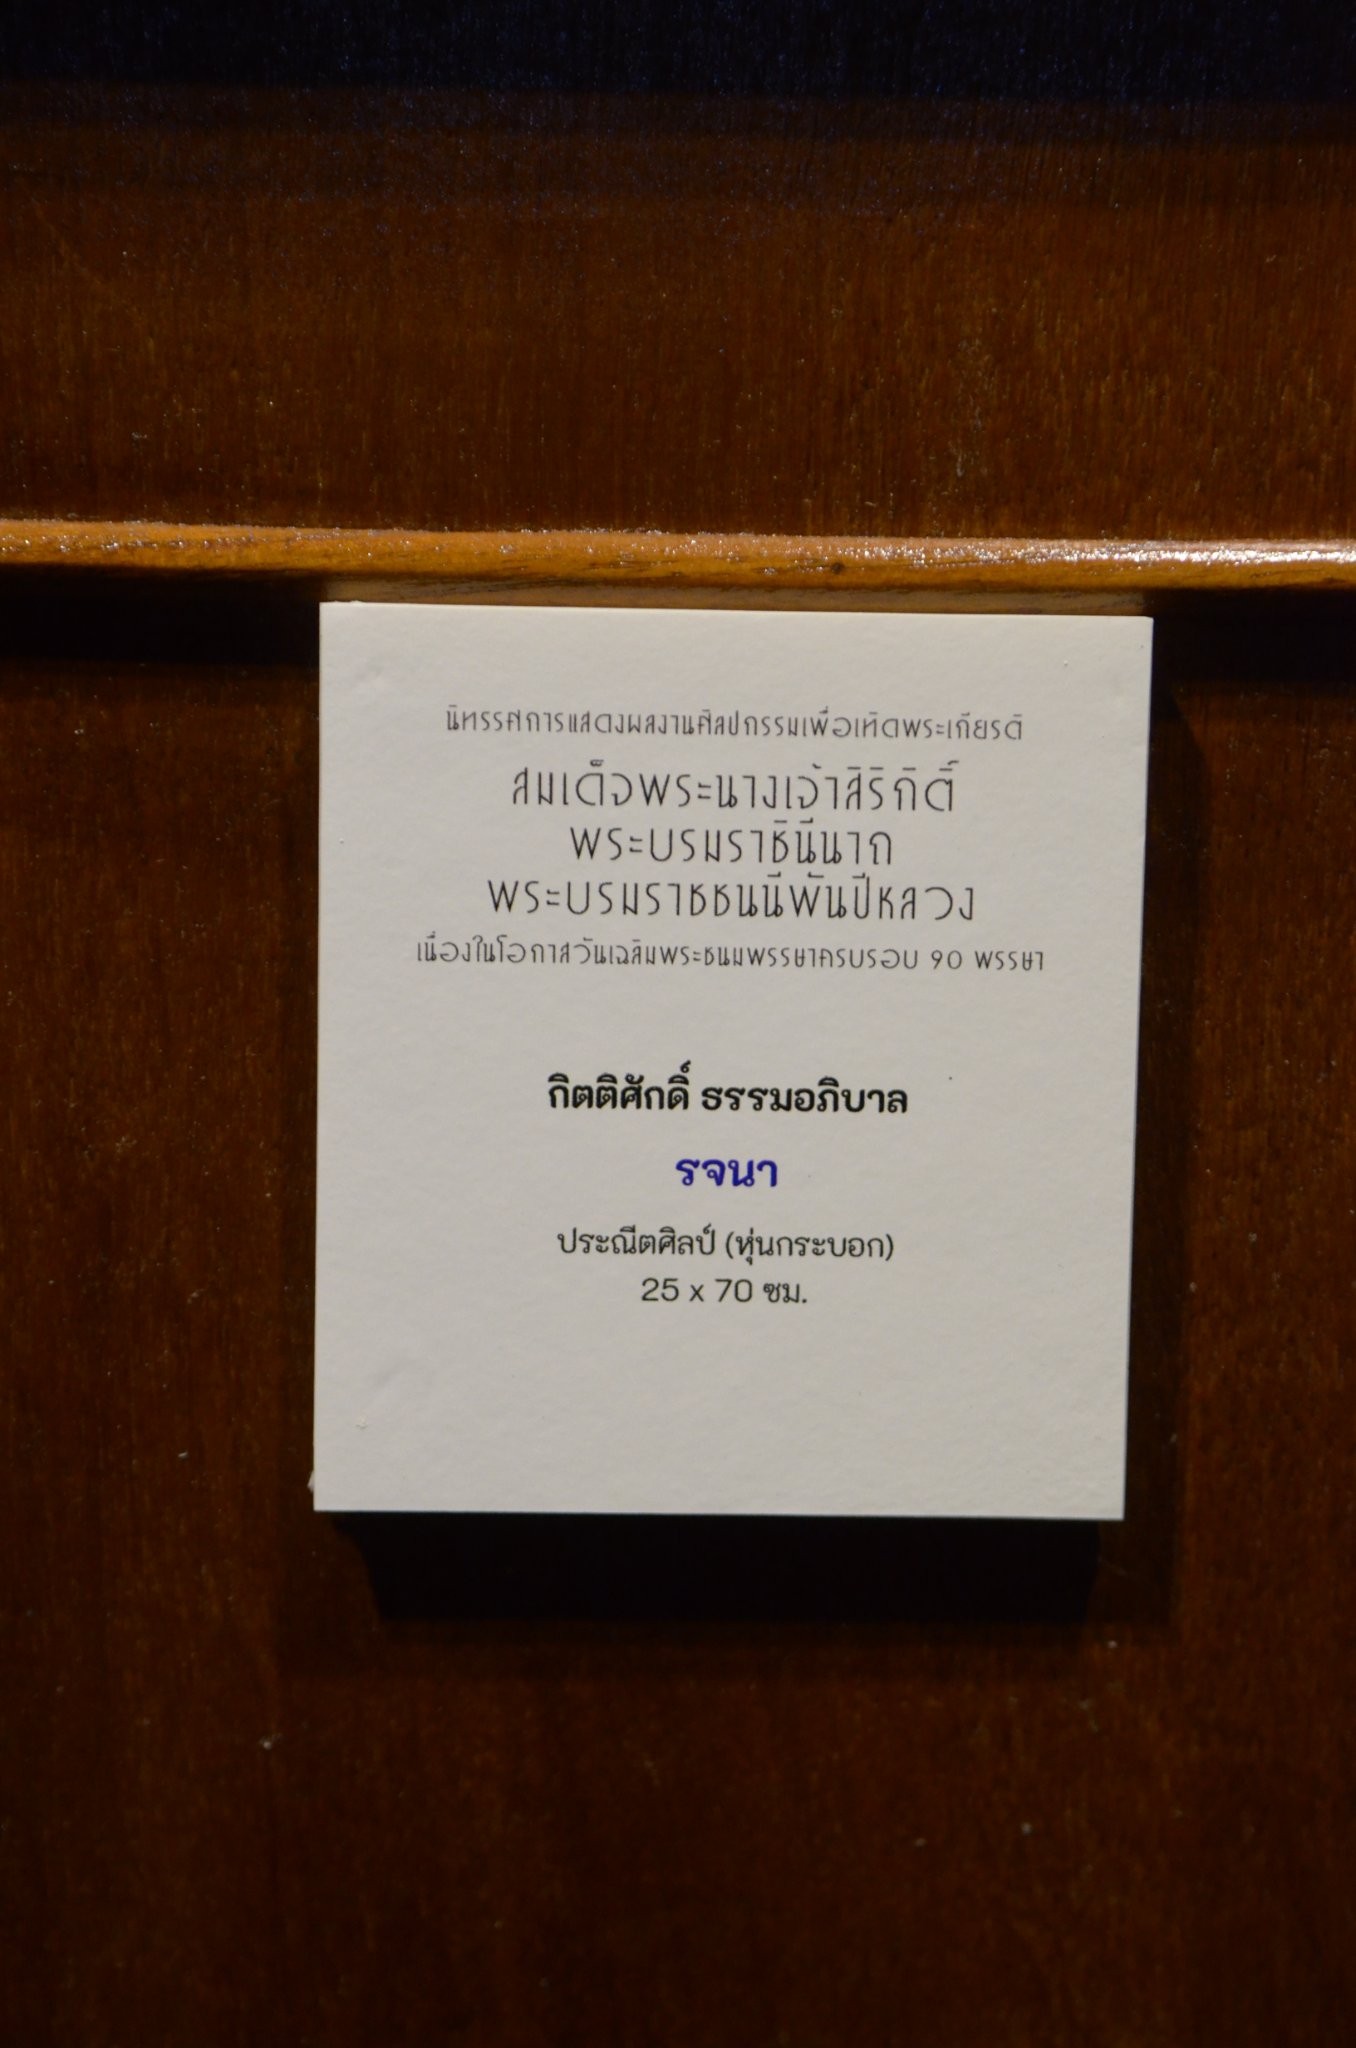 นิทรรศการแสดงผลงานศิลปกรรมเพื่อเทิดพระเกียรติ
สมเด็จพระนางเจ้าสิริกิติ์
พระบรมราชินีนาถ
พระบรมราชชนนีพันปีหลวง
เนื่องในโอกาสวันเฉลิมพระชนมพรรษาครบรอบ 90 พรรษา
กิตติศักดิ์ ธรรมอภิบาล
รจนา
ประณีตศิลป์ (หุ่นกระบอก)
25 x 70 ซม.